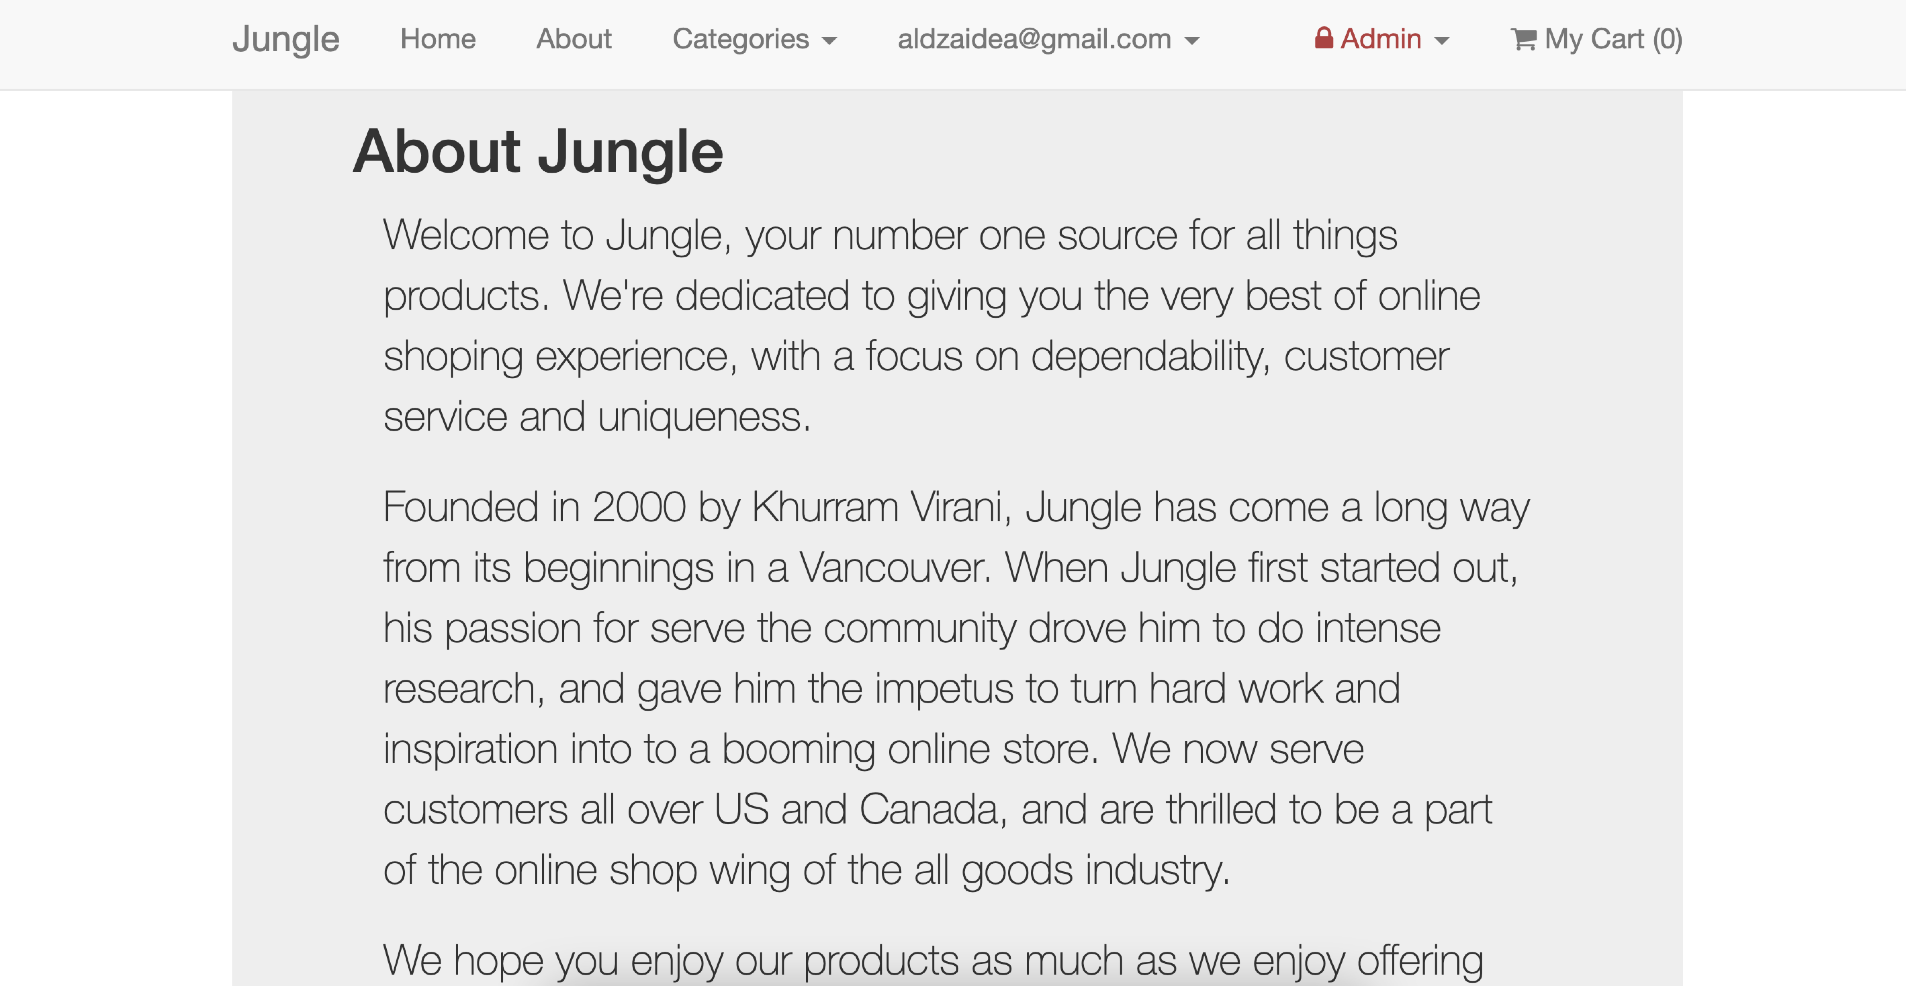 Jungle Home About Categories aldzaidea@gmail.com Admin My Cart (0)
About Jungle
Welcome to Jungle, your number one source for all things
products. We're dedicated to giving you the very best of online
shoping experience, with a focus on dependability, customer
service and uniqueness.
Founded in 2000 by Khurram Virani, Jungle has come a long way
from its beginnings in a Vancouver. When Jungle first started out,
his passion for serve the community drove him to do intense
research, and gave him the impetus to turn hard work and
inspiration into to a booming online store. We now serve
customers all over US and Canada, and are thrilled to be a part
of the online shop wing of the all goods industry.
We hope you enjoy our products as much as we enjoy offering